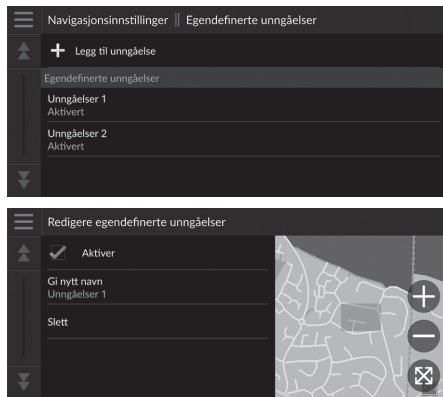 Navigasjonsinnstillinger || Egendefinerte unngåelser
Legg til unngåelse
Egendefinerte unngåelser
Unngåelser 1
Aktivert
Unngåelser 2
Aktivert
Redigere egendefinerte unngåelser
Aktiver
Gi nytt navn
Unngåelser 1
Slett